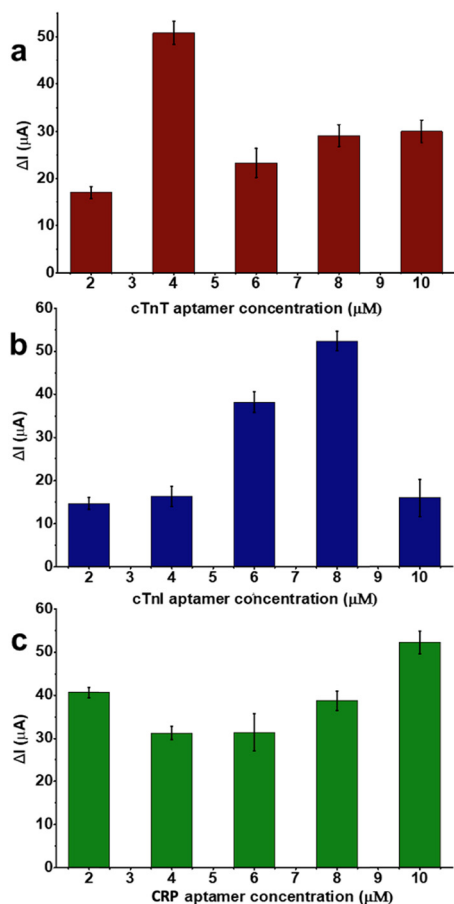 a
50
40
30
20
10
0
ΔI (μA)
2 3 4 5 6 7 8 9 10
cTnT aptamer concentration (μM)
b
60
50
40
30
20
10
0
ΔI (μA)
2 3 4 5 6 7 8 9 10
cTnI aptamer concentration (μM)
c
60
50
40
30
20
10
0
ΔI (μA)
2 3 4 5 6 7 8 9 10
CRP aptamer concentration (μM)